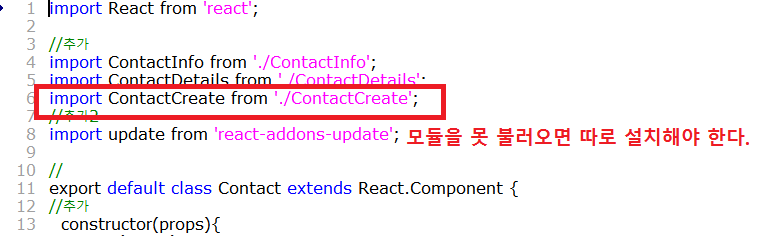 1 import React from 'react';
2
3 //추가
4 import ContactInfo from './ContactInfo';
5 import ContactDetails from './ContactDetails';
6 import ContactCreate from './ContactCreate';
7 //추가2
8 import update from 'react-addons-update'; 모듈을 못 불러오면 따로 설치해야 한다.
9
10 //
11 export default class Contact extends React.Component {
12 //추가
13 constructor(props){